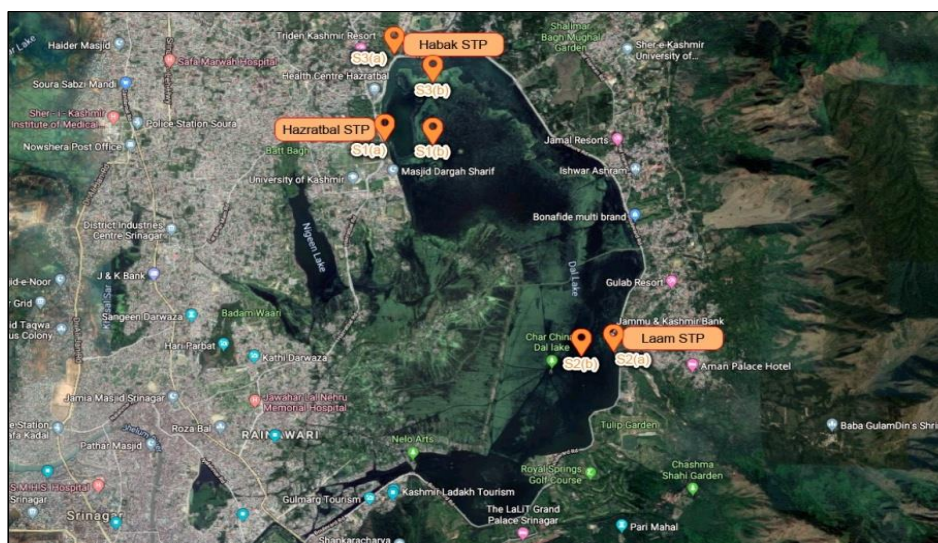 Haider Masjid
Safa Marwah Hospital
Triden Kashmir Resort
S3(a)
Habak STP
Shalimar
Bagh Mughal
Garden
Sher-e-Kashmir
University of...
Soura Sabzi Mandi
Health Centre Hazratbal
S3(b)
Sher-i-Kashmir
Institute of Medical...
Police Station Soura
Hazratbal STP
S1(a)
S1(b)
Jamal Resorts
Nowshera Post Office
Batt Bagh
Masjid Dargah Sharif
Ishwar Ashram
University of Kashmir
Bonafide multi brand
District Industries
Centre Srinagar
Nigeen Lake
Dal Lake
J & K Bank
Gulab Resort
Sangeen Darwaza
Badam Waari
Jammu & Kashmir Bank
Laam STP
Hari Parbat
Char China
Dal lake
S2(b)
S2(a)
Kathi Darwaza
Aman Palace Hotel
Jamia Masjid Srinagar
Jawahar Lal Nehru
Memorial Hospital
Roza Bal
Tulip Garden
Baba GulamDin's Shri
Pathar Masjid
Nelo Arts
Royal Springs
Golf Course
Chashma
Shahi Garden
S.M.H.S. Hospital
Srinagar
Gulmarg Tourism
Kashmir Ladakh Tourism
Srinagar
The LaLiT Grand
Palace Srinagar
Pari Mahal
Shankaracharya